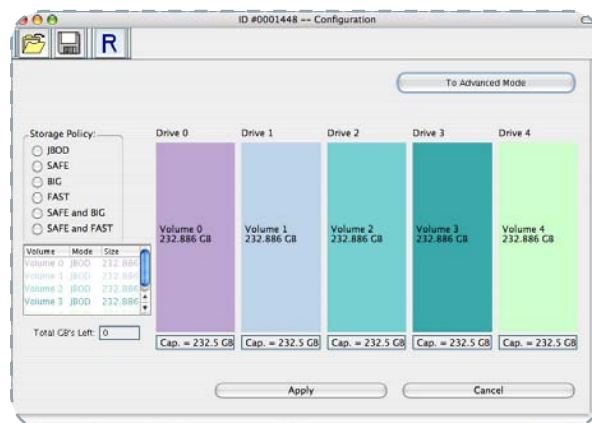 ID #0001448 -- Configuration
R
To Advanced Mode
Storage Policy:
JBOD
SAFE
BIG
FAST
SAFE and BIG
SAFE and FAST
Drive 0 Drive 1 Drive 2 Drive 3 Drive 4
Volume 0
232.886 GB
Volume 1
232.886 GB
Volume 2
232.886 GB
Volume 3
232.886 GB
Volume 4
232.886 GB
Volume Mode Size
Volume 0 JBOD 232.886
Volume 1 JBOD 232.886
Volume 2 JBOD 232.886
Volume 3 JBOD 232.886
Total GB's Left: 0
Cap. = 232.5 GB Cap. = 232.5 GB Cap. = 232.5 GB Cap. = 232.5 GB Cap. = 232.5 GB
Apply Cancel